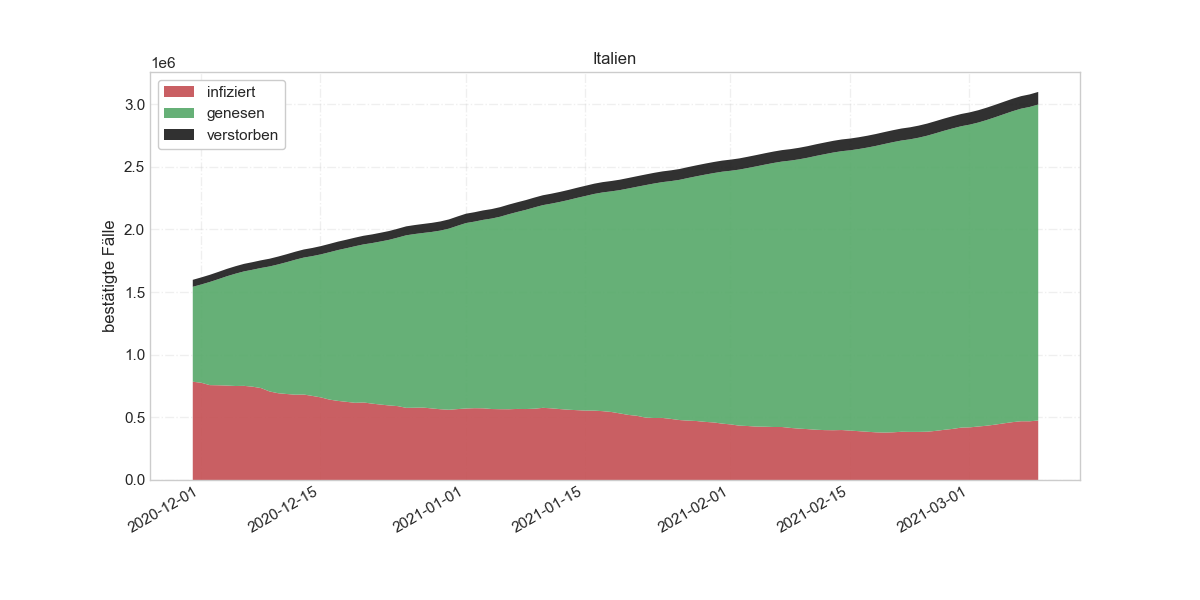 Italien
1e6
infiziert
genesen
verstorben
bestätigte Fälle
3.0
2.5
2.0
1.5
1.0
0.5
0.0
2020-12-01
2020-12-15
2021-01-01
2021-01-15
2021-02-01
2021-02-15
2021-03-01